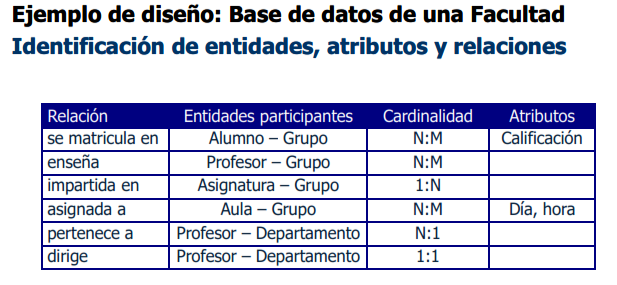 Ejemplo de diseño: Base de datos de una Facultad
Identificación de entidades, atributos y relaciones
Relación Entidades participantes Cardinalidad Atributos
se matricula en Alumno – Grupo N:M Calificación
enseña Profesor – Grupo N:M
impartida en Asignatura – Grupo 1:N
asignada a Aula – Grupo N:M Día, hora
pertenece a Profesor – Departamento N:1
dirige Profesor – Departamento 1:1